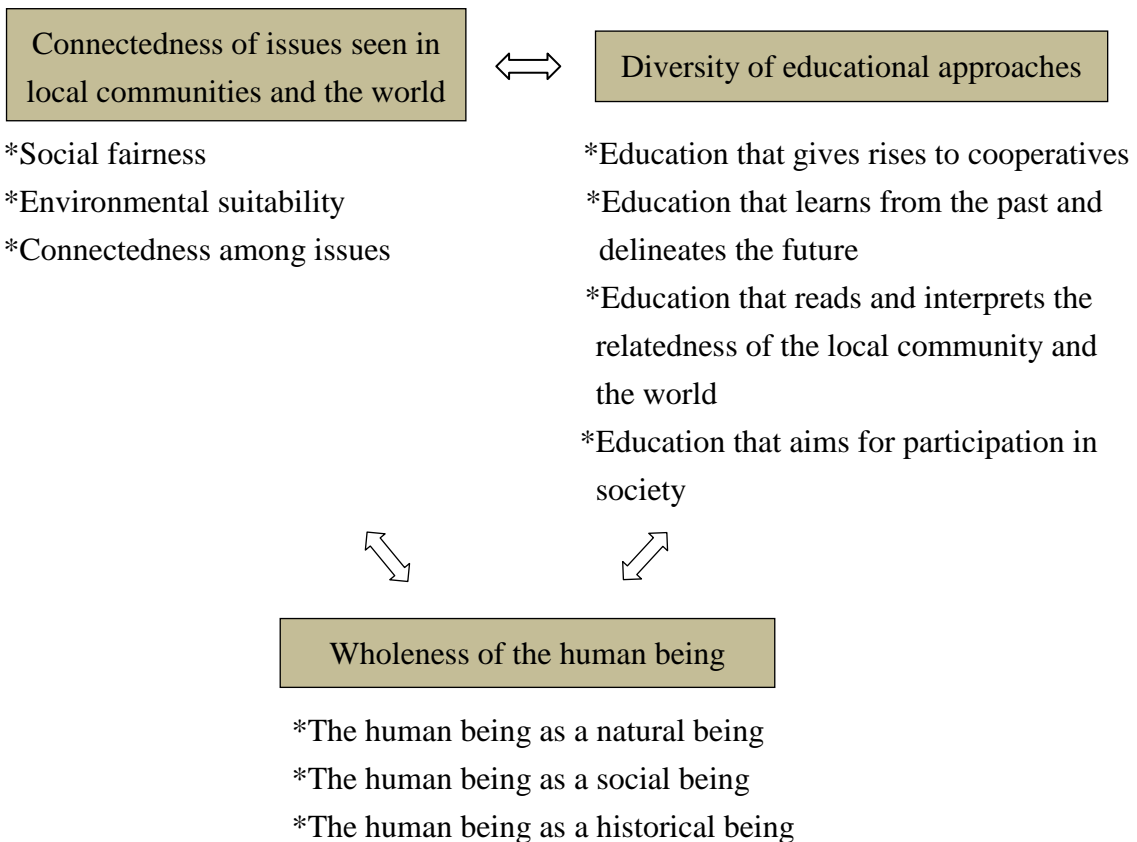 Connectedness of issues seen in
local communities and the world
*Social fairness
*Environmental suitability
*Connectedness among issues
Diversity of educational approaches
*Education that gives rises to cooperatives
*Education that learns from the past and
delineates the future
*Education that reads and interprets the
relatedness of the local community and
the world
*Education that aims for participation in
society
Wholeness of the human being
*The human being as a natural being
*The human being as a social being
*The human being as a historical being